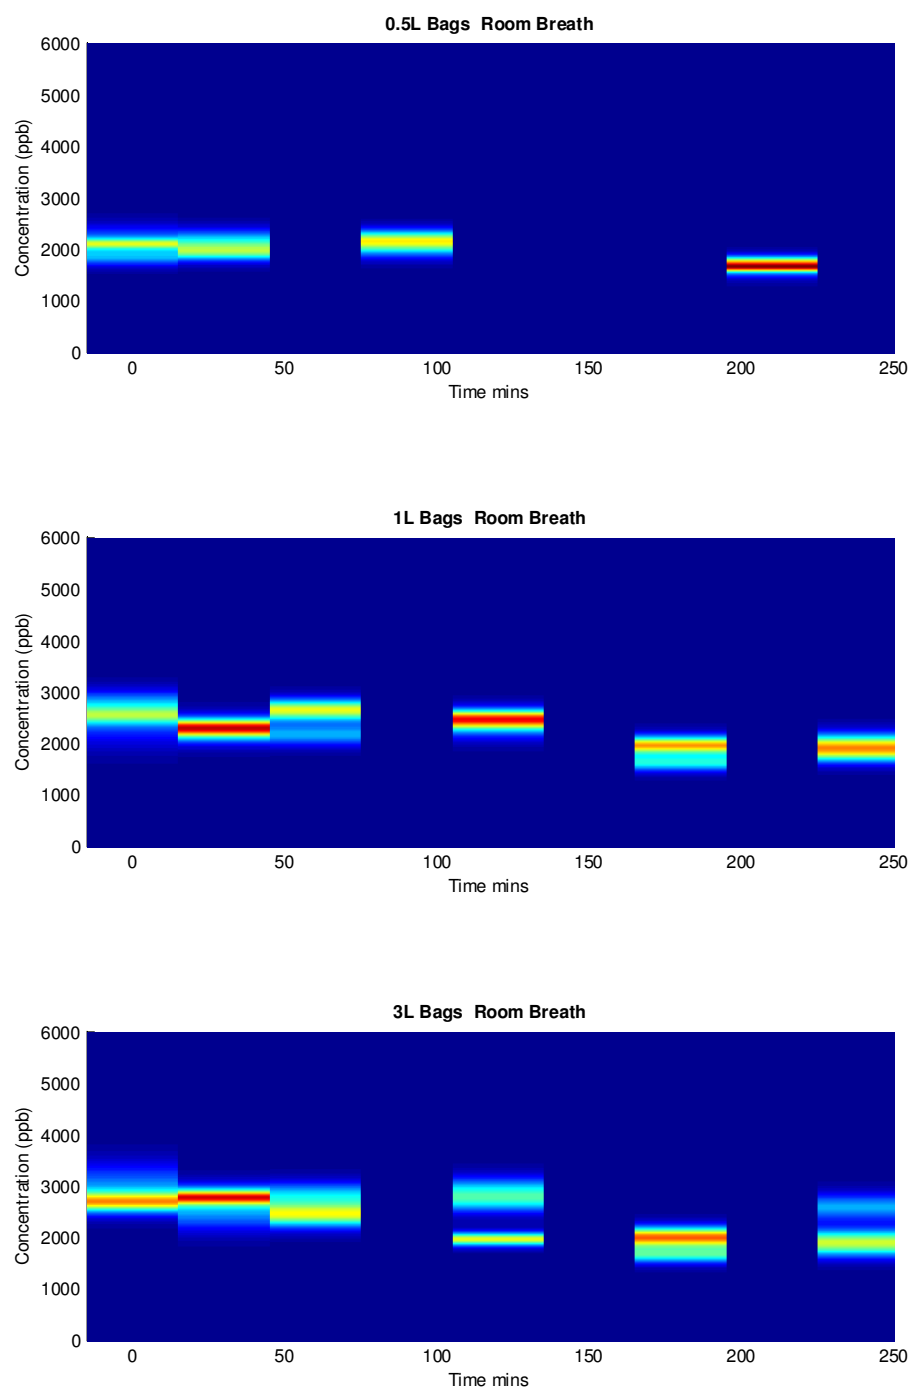 0.5L Bags  Room Breath
6000
5000
4000
3000
2000
1000
0
Concentration (ppb)
0 50 100 150 200 250
Time mins
1L Bags  Room Breath
6000
5000
4000
3000
2000
1000
0
Concentration (ppb)
0 50 100 150 200 250
Time mins
3L Bags  Room Breath
6000
5000
4000
3000
2000
1000
0
Concentration (ppb)
0 50 100 150 200 250
Time mins